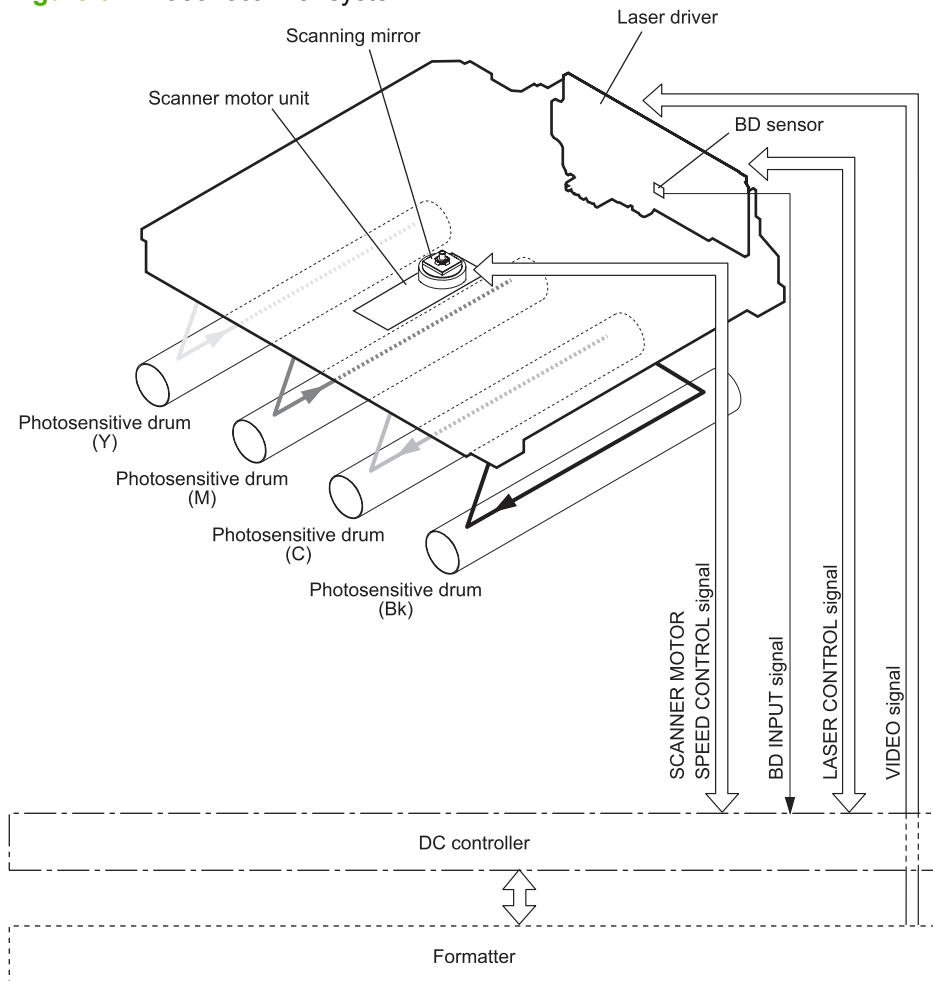 Laser driver
Scanning mirror
Scanner motor unit
BD sensor
Photosensitive drum
(Y)
Photosensitive drum
(M)
Photosensitive drum
(C)
Photosensitive drum
(Bk)
SCANNER MOTOR
SPEED CONTROL signal
BD INPUT signal
LASER CONTROL signal
VIDEO signal
DC controller
Formatter